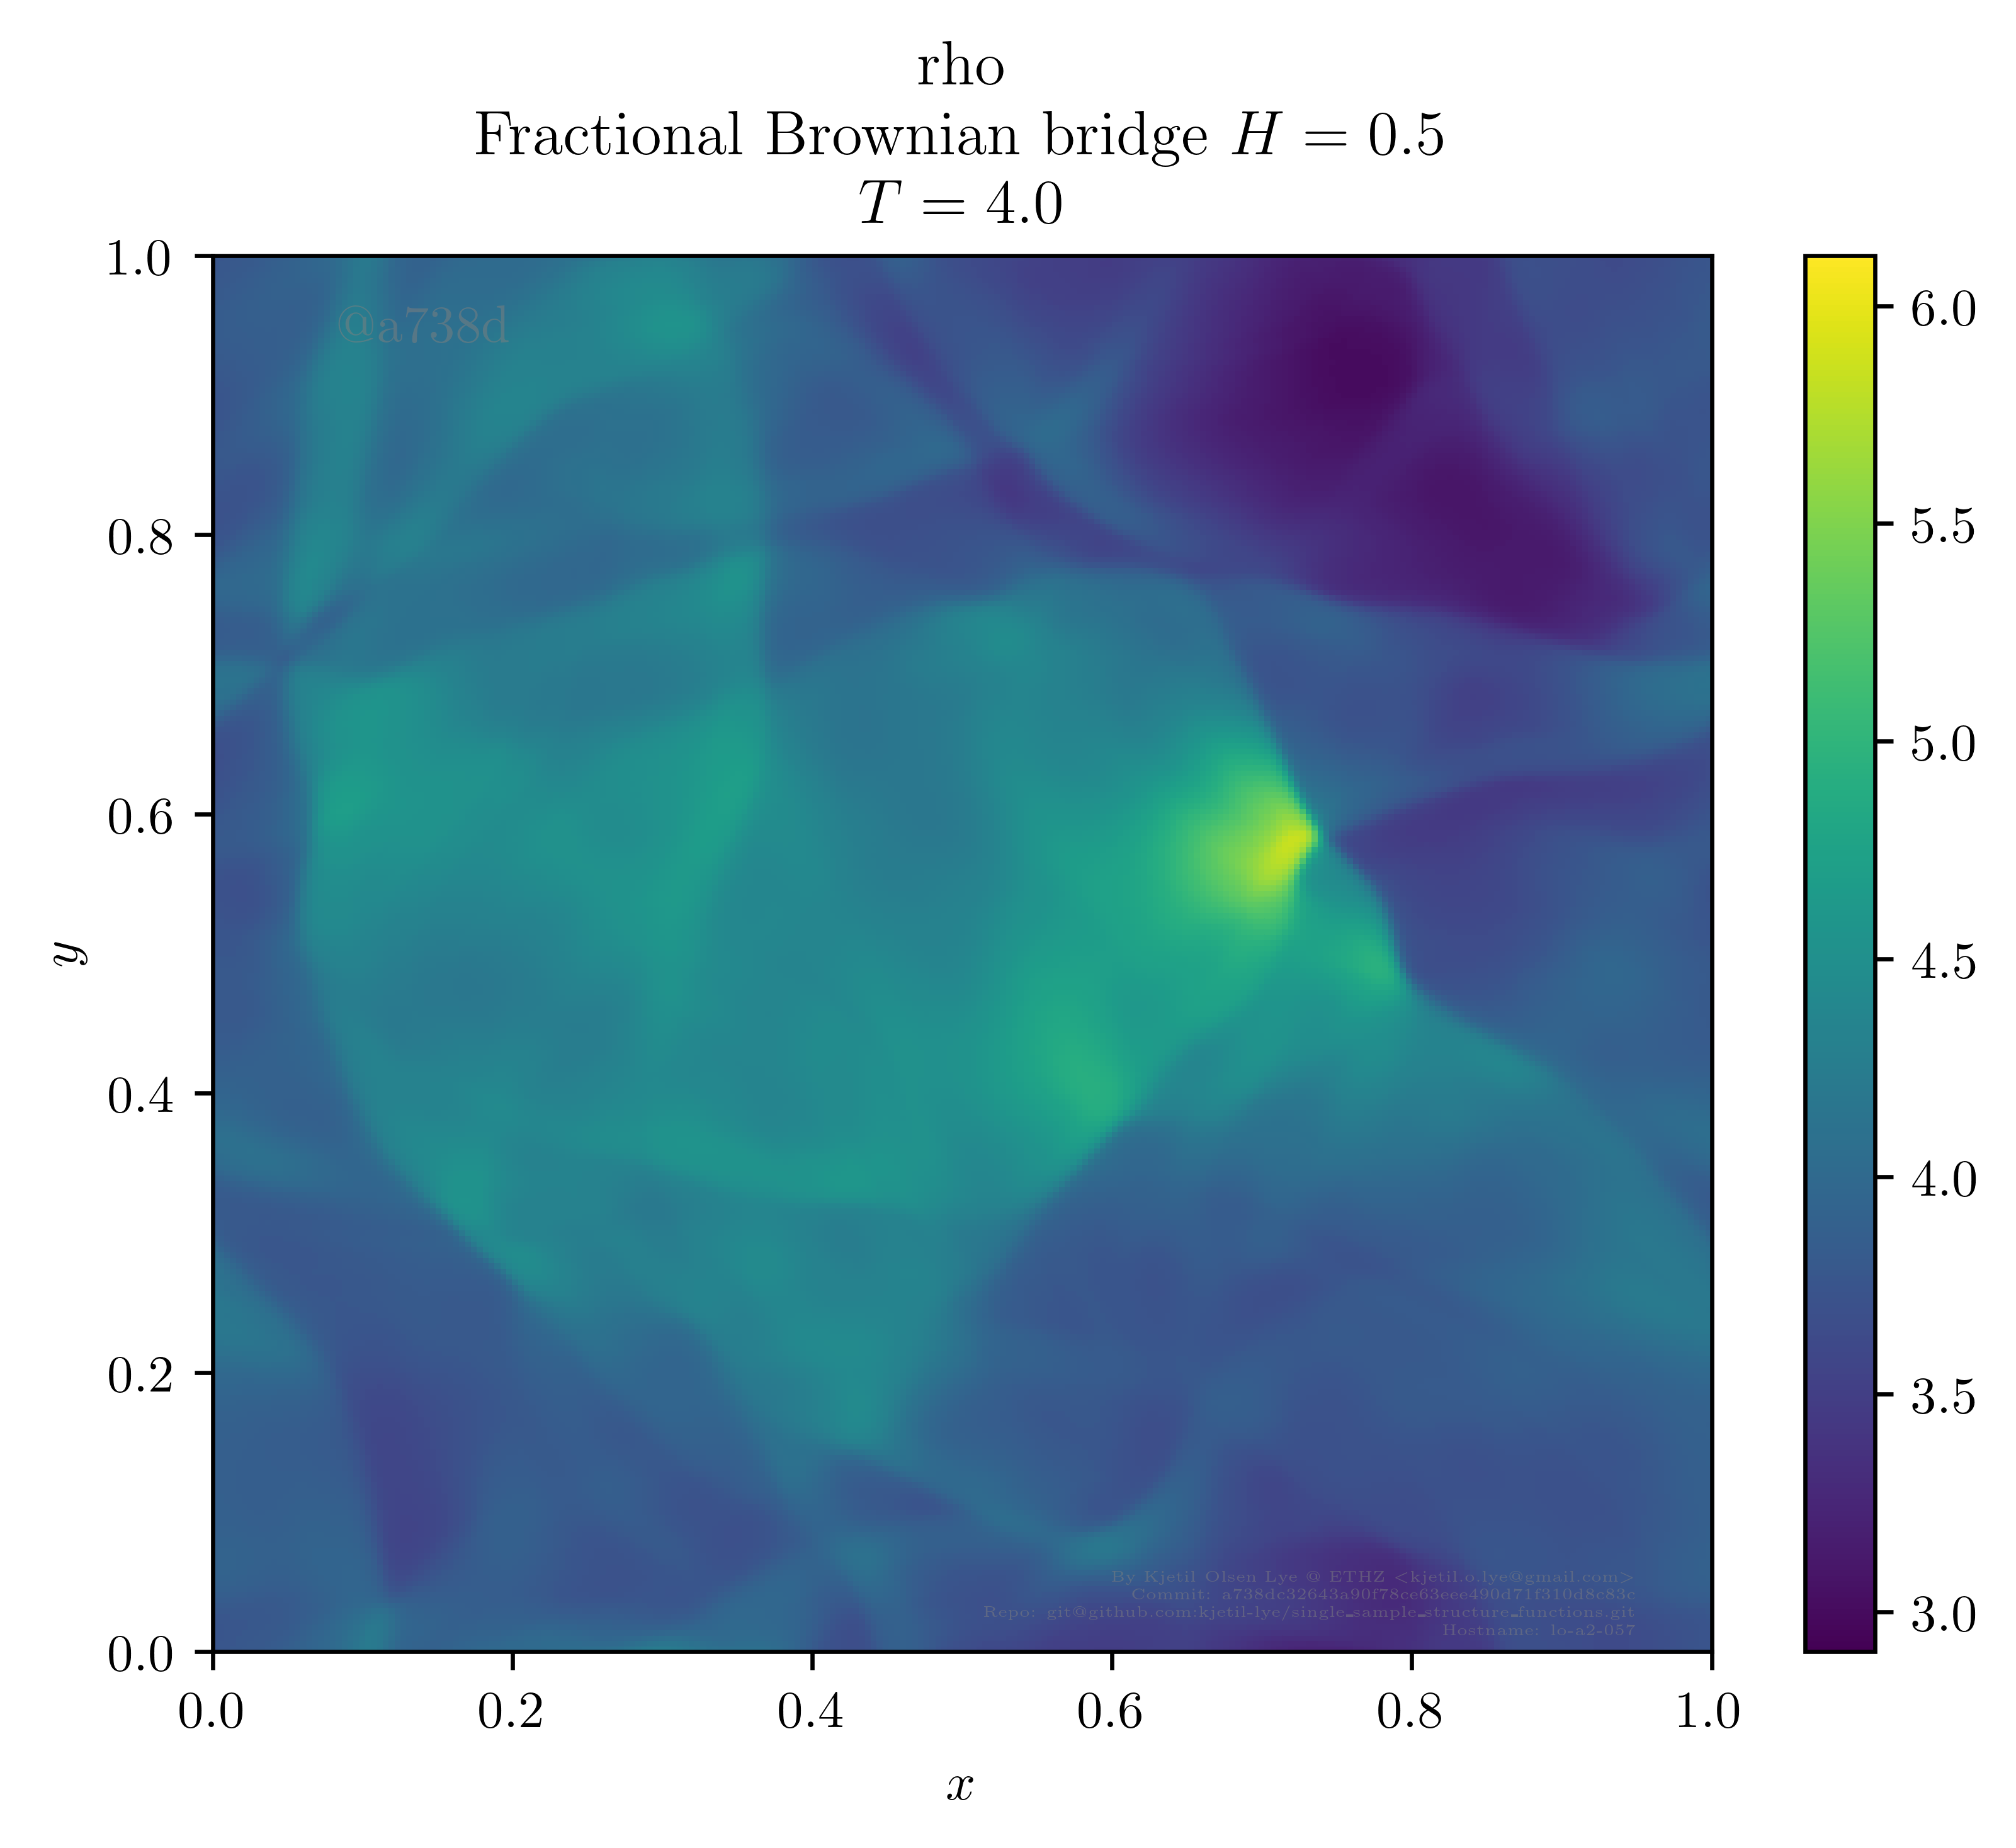 rho
Fractional Brownian bridge H = 0.5
T = 4.0
@a738d
1.0
0.8
0.6
0.4
0.2
0.0
y
0.0 0.2 0.4 0.6 0.8 1.0
x
6.0
5.5
5.0
4.5
4.0
3.5
3.0
By Kjetil Olsen Lye @ ETHZ <kjetil.o.lye@gmail.com>
Commit: a738dc32643a90f78ce63eee490d71f310d8c83c
Repo: git@github.com:kjetil-lye/single_sample_structure_functions.git
Hostname: lo-a2-057